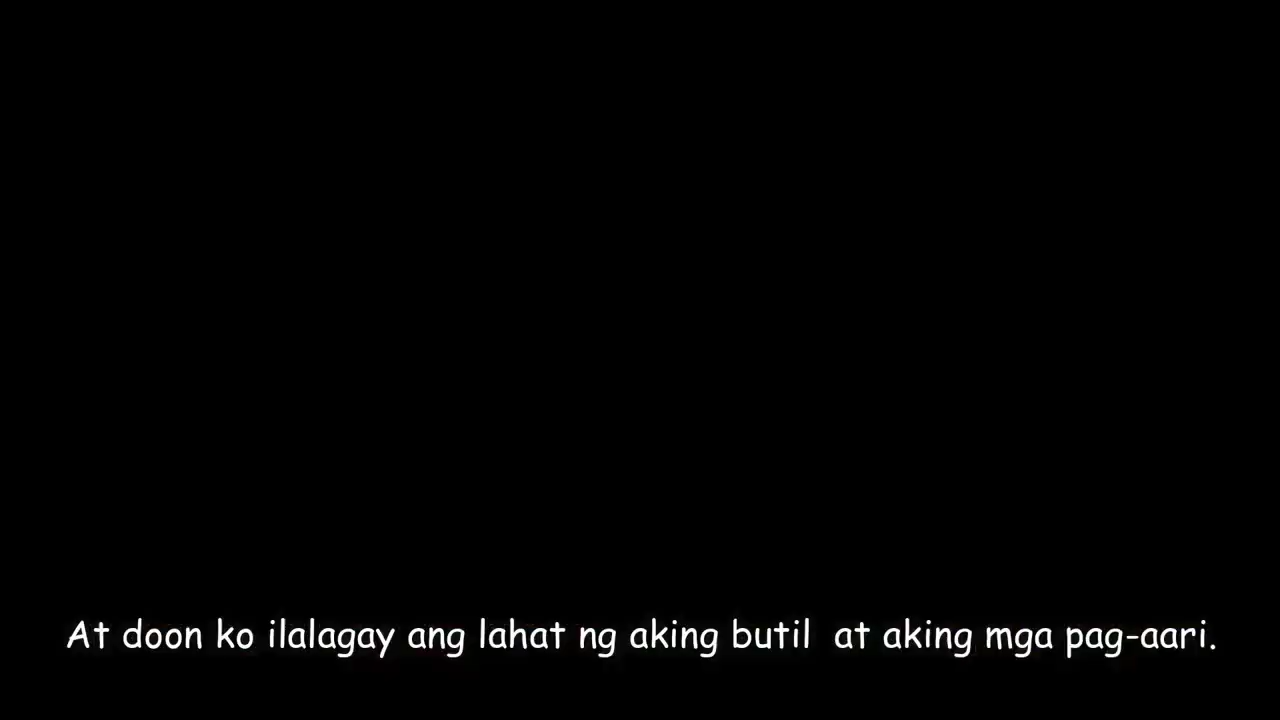 At doon ko ilalagay ang lahat ng aking butil at aking mga pag-aari.